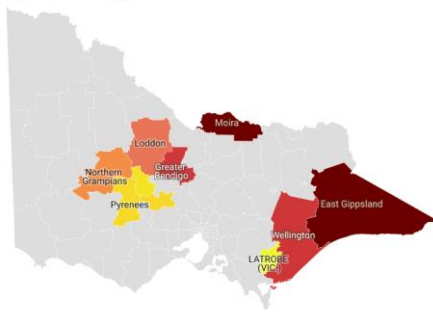 Moira
Loddon
Greater
Bendigo
Northern
Grampians
Pyrenees
East Gippsland
Wellington
LATROBE
(VIC.)